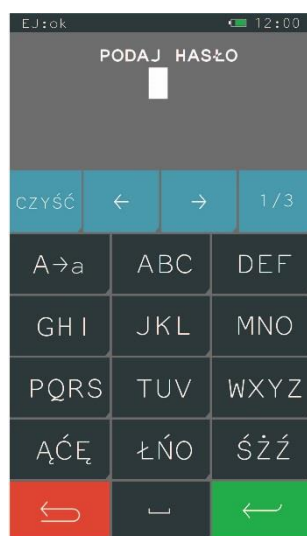 EJ:ok 12:00
PODAJ HASŁO
CZYŚĆ ← → 1/3
A→a ABC DEF
GHI JKL MNO
PQRS TUV WXYZ
ĄĆĘ ŁŃO ŚŻŹ